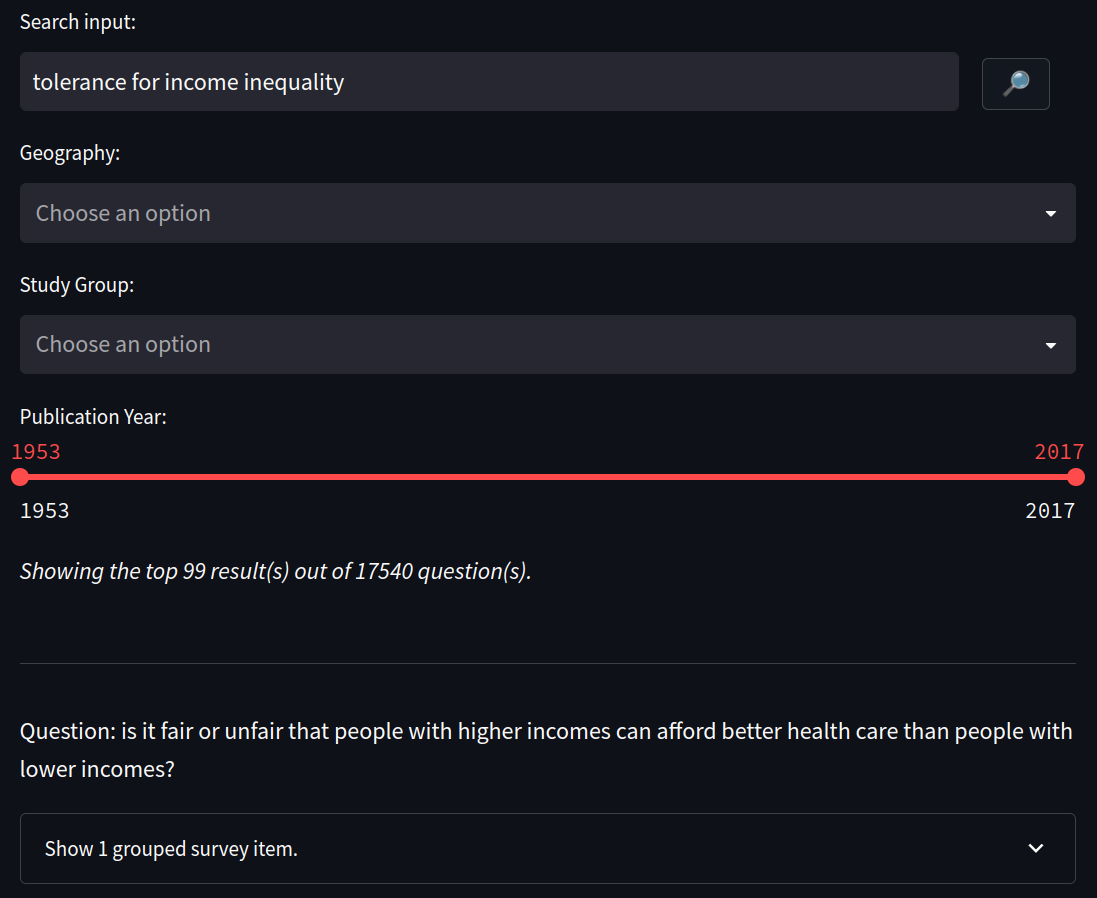 Search input:
tolerance for income inequality
Geography:
Choose an option
Study Group:
Choose an option
Publication Year:
1953 2017
1953 2017
Showing the top 99 result(s) out of 17540 question(s).
Question: is it fair or unfair that people with higher incomes can afford better health care than people with
lower incomes?
Show 1 grouped survey item.